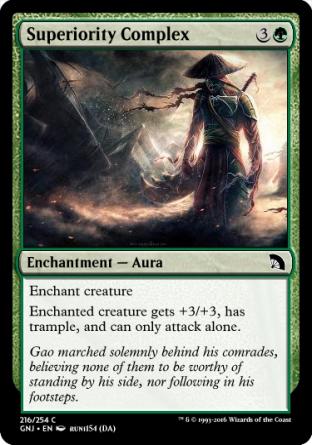 Superiority Complex 3
Enchantment — Aura
Enchant creature
Enchanted creature gets +3/+3, has
trample, and can only attack alone.
Gao marched solemnly behind his comrades,
believing none of them to be worthy of
standing by his side, nor following in his
footsteps.
216/254 C
™ & © 1993-2016 Wizards of the Coast
GNJ • EN RUNI154 (DA)